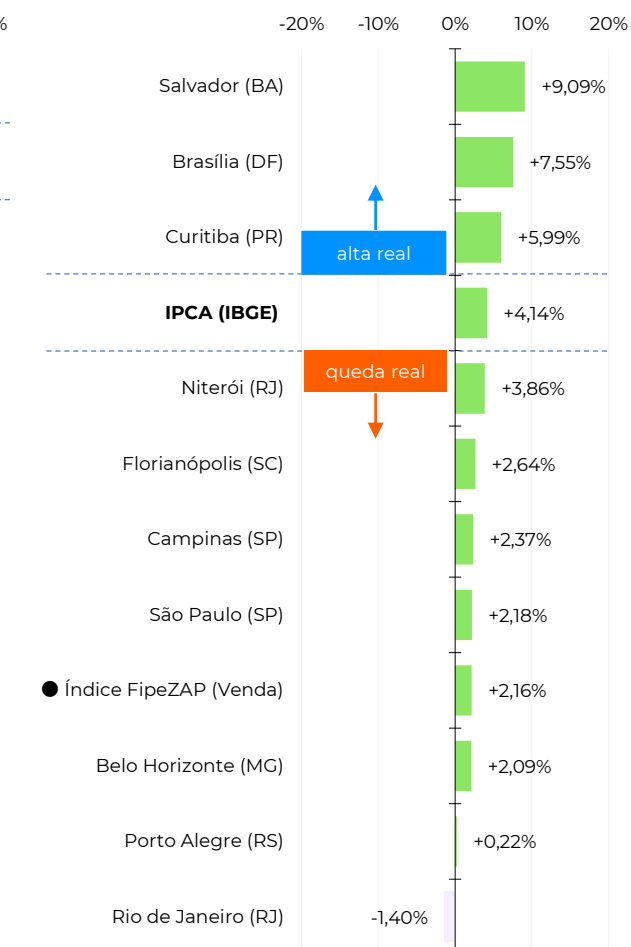 %
-20% -10% 0% 10% 20%
Salvador (BA) +9,09%
Brasília (DF) +7,55%
Curitiba (PR) +5,99%
alta real
IPCA (IBGE) +4,14%
queda real
Niterói (RJ) +3,86%
Florianópolis (SC) +2,64%
Campinas (SP) +2,37%
São Paulo (SP) +2,18%
Índice FipeZAP (Venda) +2,16%
Belo Horizonte (MG) +2,09%
Porto Alegre (RS) +0,22%
Rio de Janeiro (RJ) -1,40%